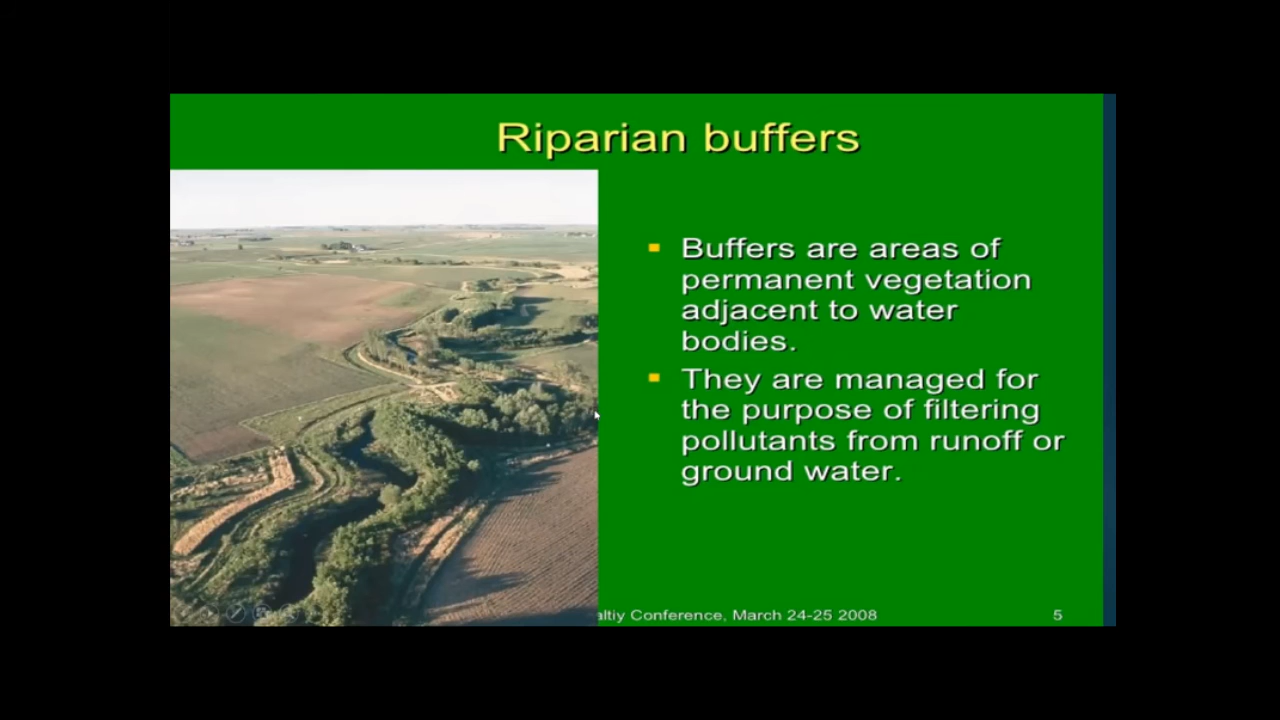 Riparian buffers
Buffers are areas of
permanent vegetation
adjacent to water
bodies.
They are managed for
the purpose of filtering
pollutants from runoff or
ground water.
altiy Conference, March 24-25 2008
5